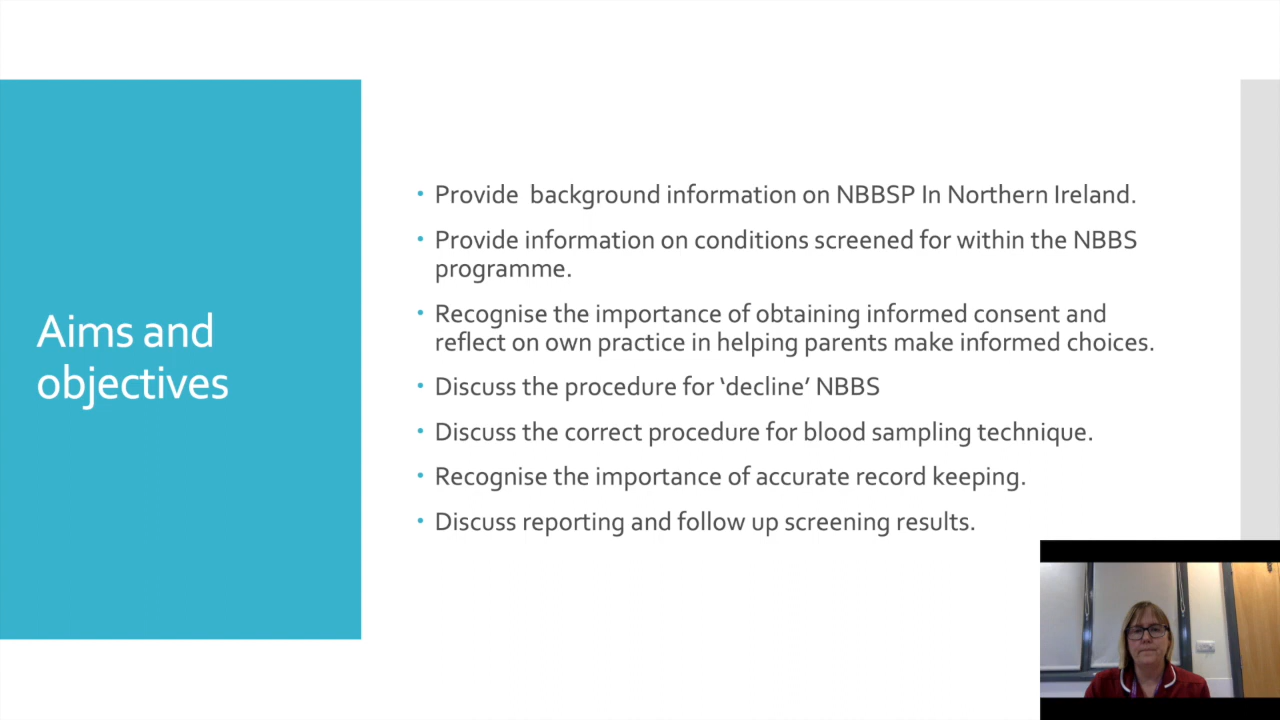 Aims and
objectives
• Provide  background information on NBBSP In Northern Ireland.
• Provide information on conditions screened for within the NBBS
programme.
• Recognise the importance of obtaining informed consent and
reflect on own practice in helping parents make informed choices.
• Discuss the procedure for ‘decline’ NBBS
• Discuss the correct procedure for blood sampling technique.
• Recognise the importance of accurate record keeping.
• Discuss reporting and follow up screening results.